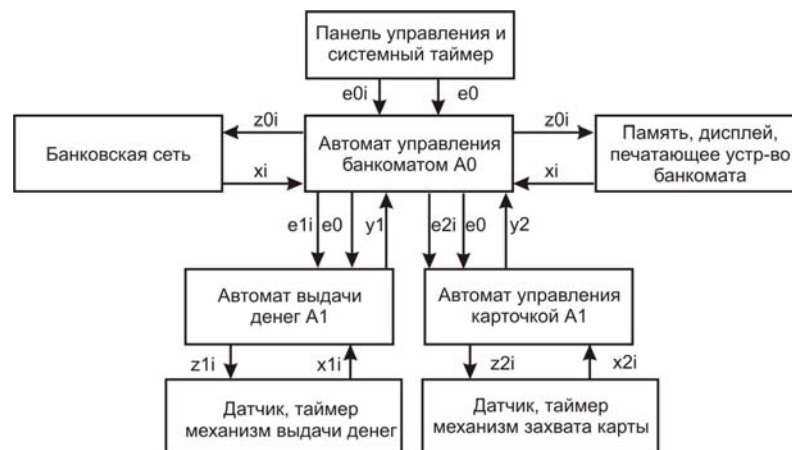 Панель управления и
системный таймер
e0i
e0
z0i
z0i
Банковская сеть
Автомат управления
банкоматом А0
Память, дисплей,
печатающее устр-во
банкомата
xi
xi
e1i
e0
y1
e2i
e0
y2
Автомат выдачи
денег А1
Автомат управления
карточкой А1
z1i
x1i
z2i
x2i
Датчик, таймер
механизм выдачи денег
Датчик, таймер
механизм захвата карты